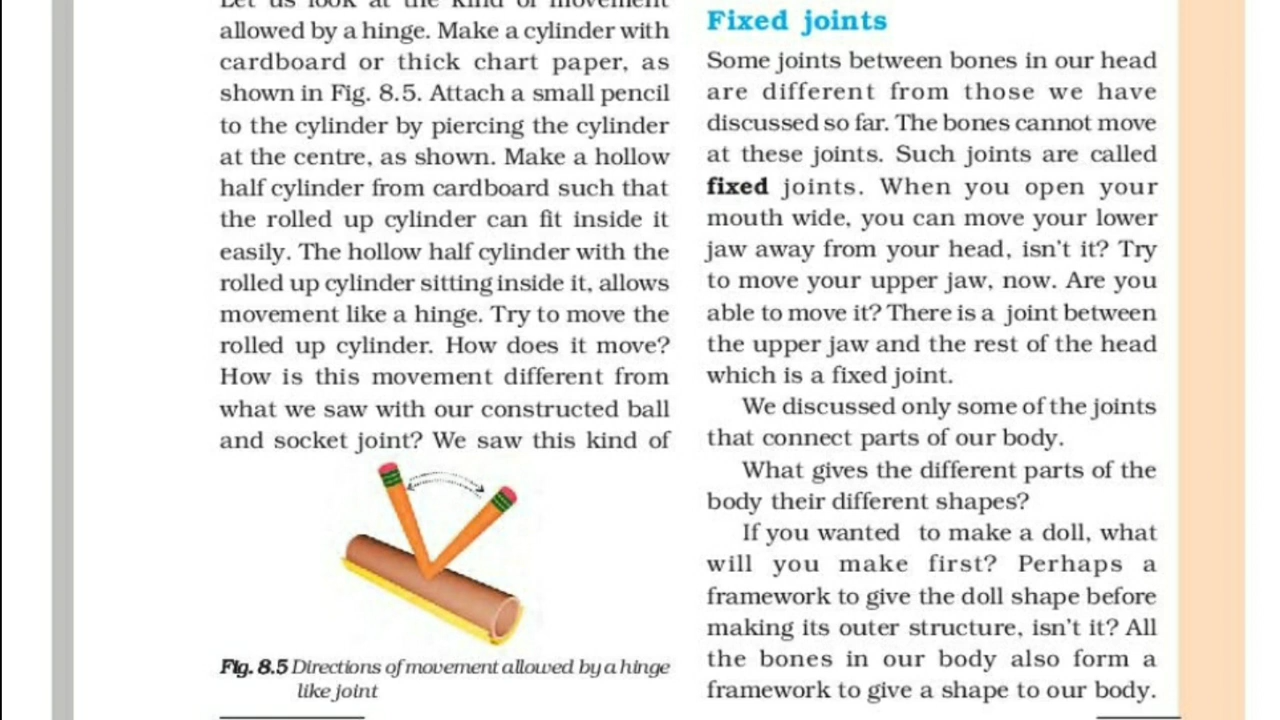 Let us look at the kind of movement
allowed by a hinge. Make a cylinder with
cardboard or thick chart paper, as
shown in Fig. 8.5. Attach a small pencil
to the cylinder by piercing the cylinder
at the centre, as shown. Make a hollow
half cylinder from cardboard such that
the rolled up cylinder can fit inside it
easily. The hollow half cylinder with the
rolled up cylinder sitting inside it, allows
movement like a hinge. Try to move the
rolled up cylinder. How does it move?
How is this movement different from
what we saw with our constructed ball
and socket joint? We saw this kind of
Fig. 8.5 Directions of movement allowed by a hinge
like joint
Fixed joints
Some joints between bones in our head
are different from those we have
discussed so far. The bones cannot move
at these joints. Such joints are called
fixed joints. When you open your
mouth wide, you can move your lower
jaw away from your head, isn't it? Try
to move your upper jaw, now. Are you
able to move it? There is a joint between
the upper jaw and the rest of the head
which is a fixed joint.
We discussed only some of the joints
that connect parts of our body.
What gives the different parts of the
body their different shapes?
If you wanted to make a doll, what
will you make first? Perhaps a
framework to give the doll shape before
making its outer structure, isn't it? All
the bones in our body also form a
framework to give a shape to our body.